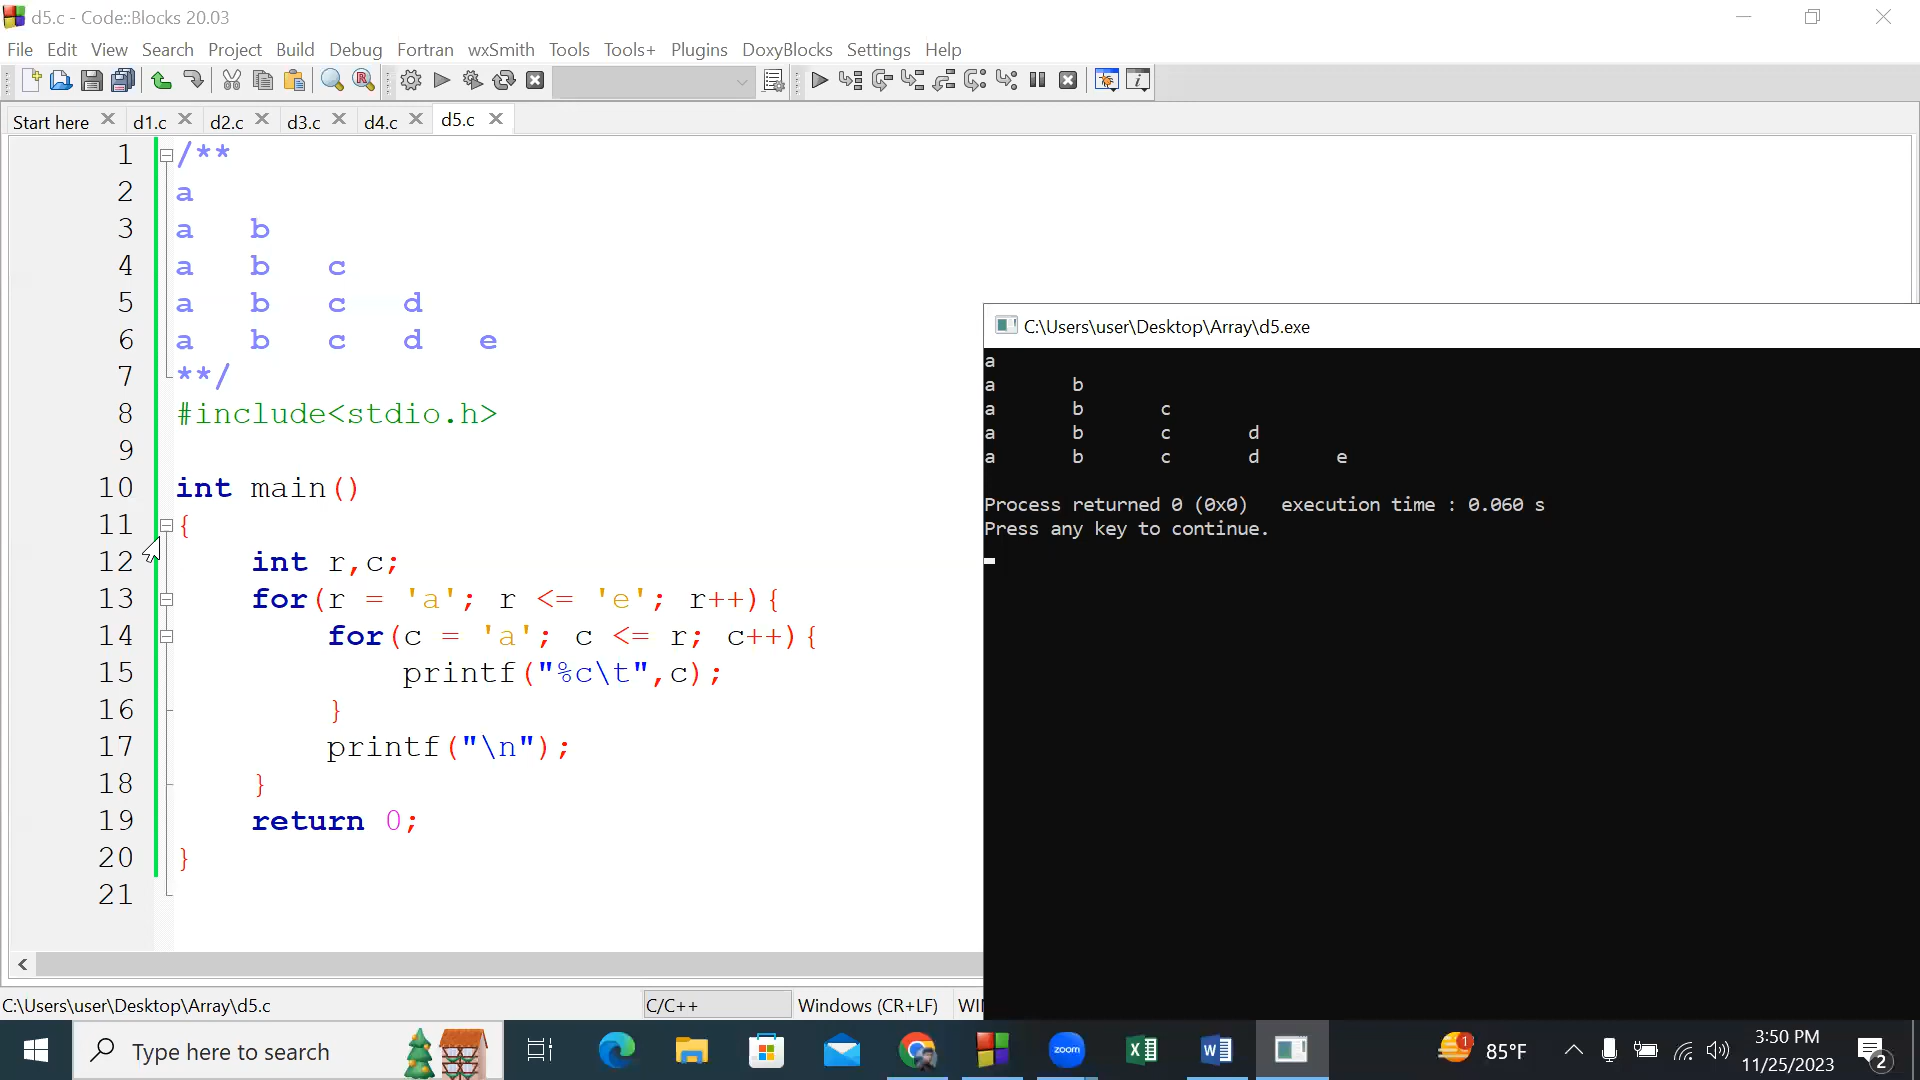 d5.c - Code::Blocks 20.03
File Edit View Search Project Build Debug Fortran wxSmith Tools Tools+ Plugins DoxyBlocks Settings Help
Start here d1.c d2.c d3.c d4.c d5.c
1 /**
2 a
3 a b
4 a b c
5 a b c d
6 a b c d e
7 **/
8 #include<stdio.h>
9
10 int main()
11 {
12 int r,c;
13 for(r = 'a'; r <= 'e'; r++){
14 for(c = 'a'; c <= r; c++){
15 printf("%c\t",c);
16 }
17 printf("\n");
18 }
19 return 0;
20 }
21
C:\Users\user\Desktop\Array\d5.exe
a
a b
a b c
a b c d
a b c d e
Process returned 0 (0x0) execution time : 0.060 s
Press any key to continue.
C:\Users\user\Desktop\Array\d5.c C/C++ Windows (CR+LF) WIN
Type here to search
zoom
1
85°F
3:50 PM
11/25/2023
2